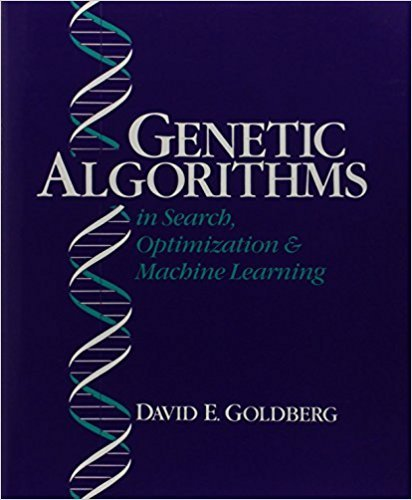 GENETIC
ALGORITHMS
in Search,
Optimization &
Machine Learning
DAVID E. GOLDBERG